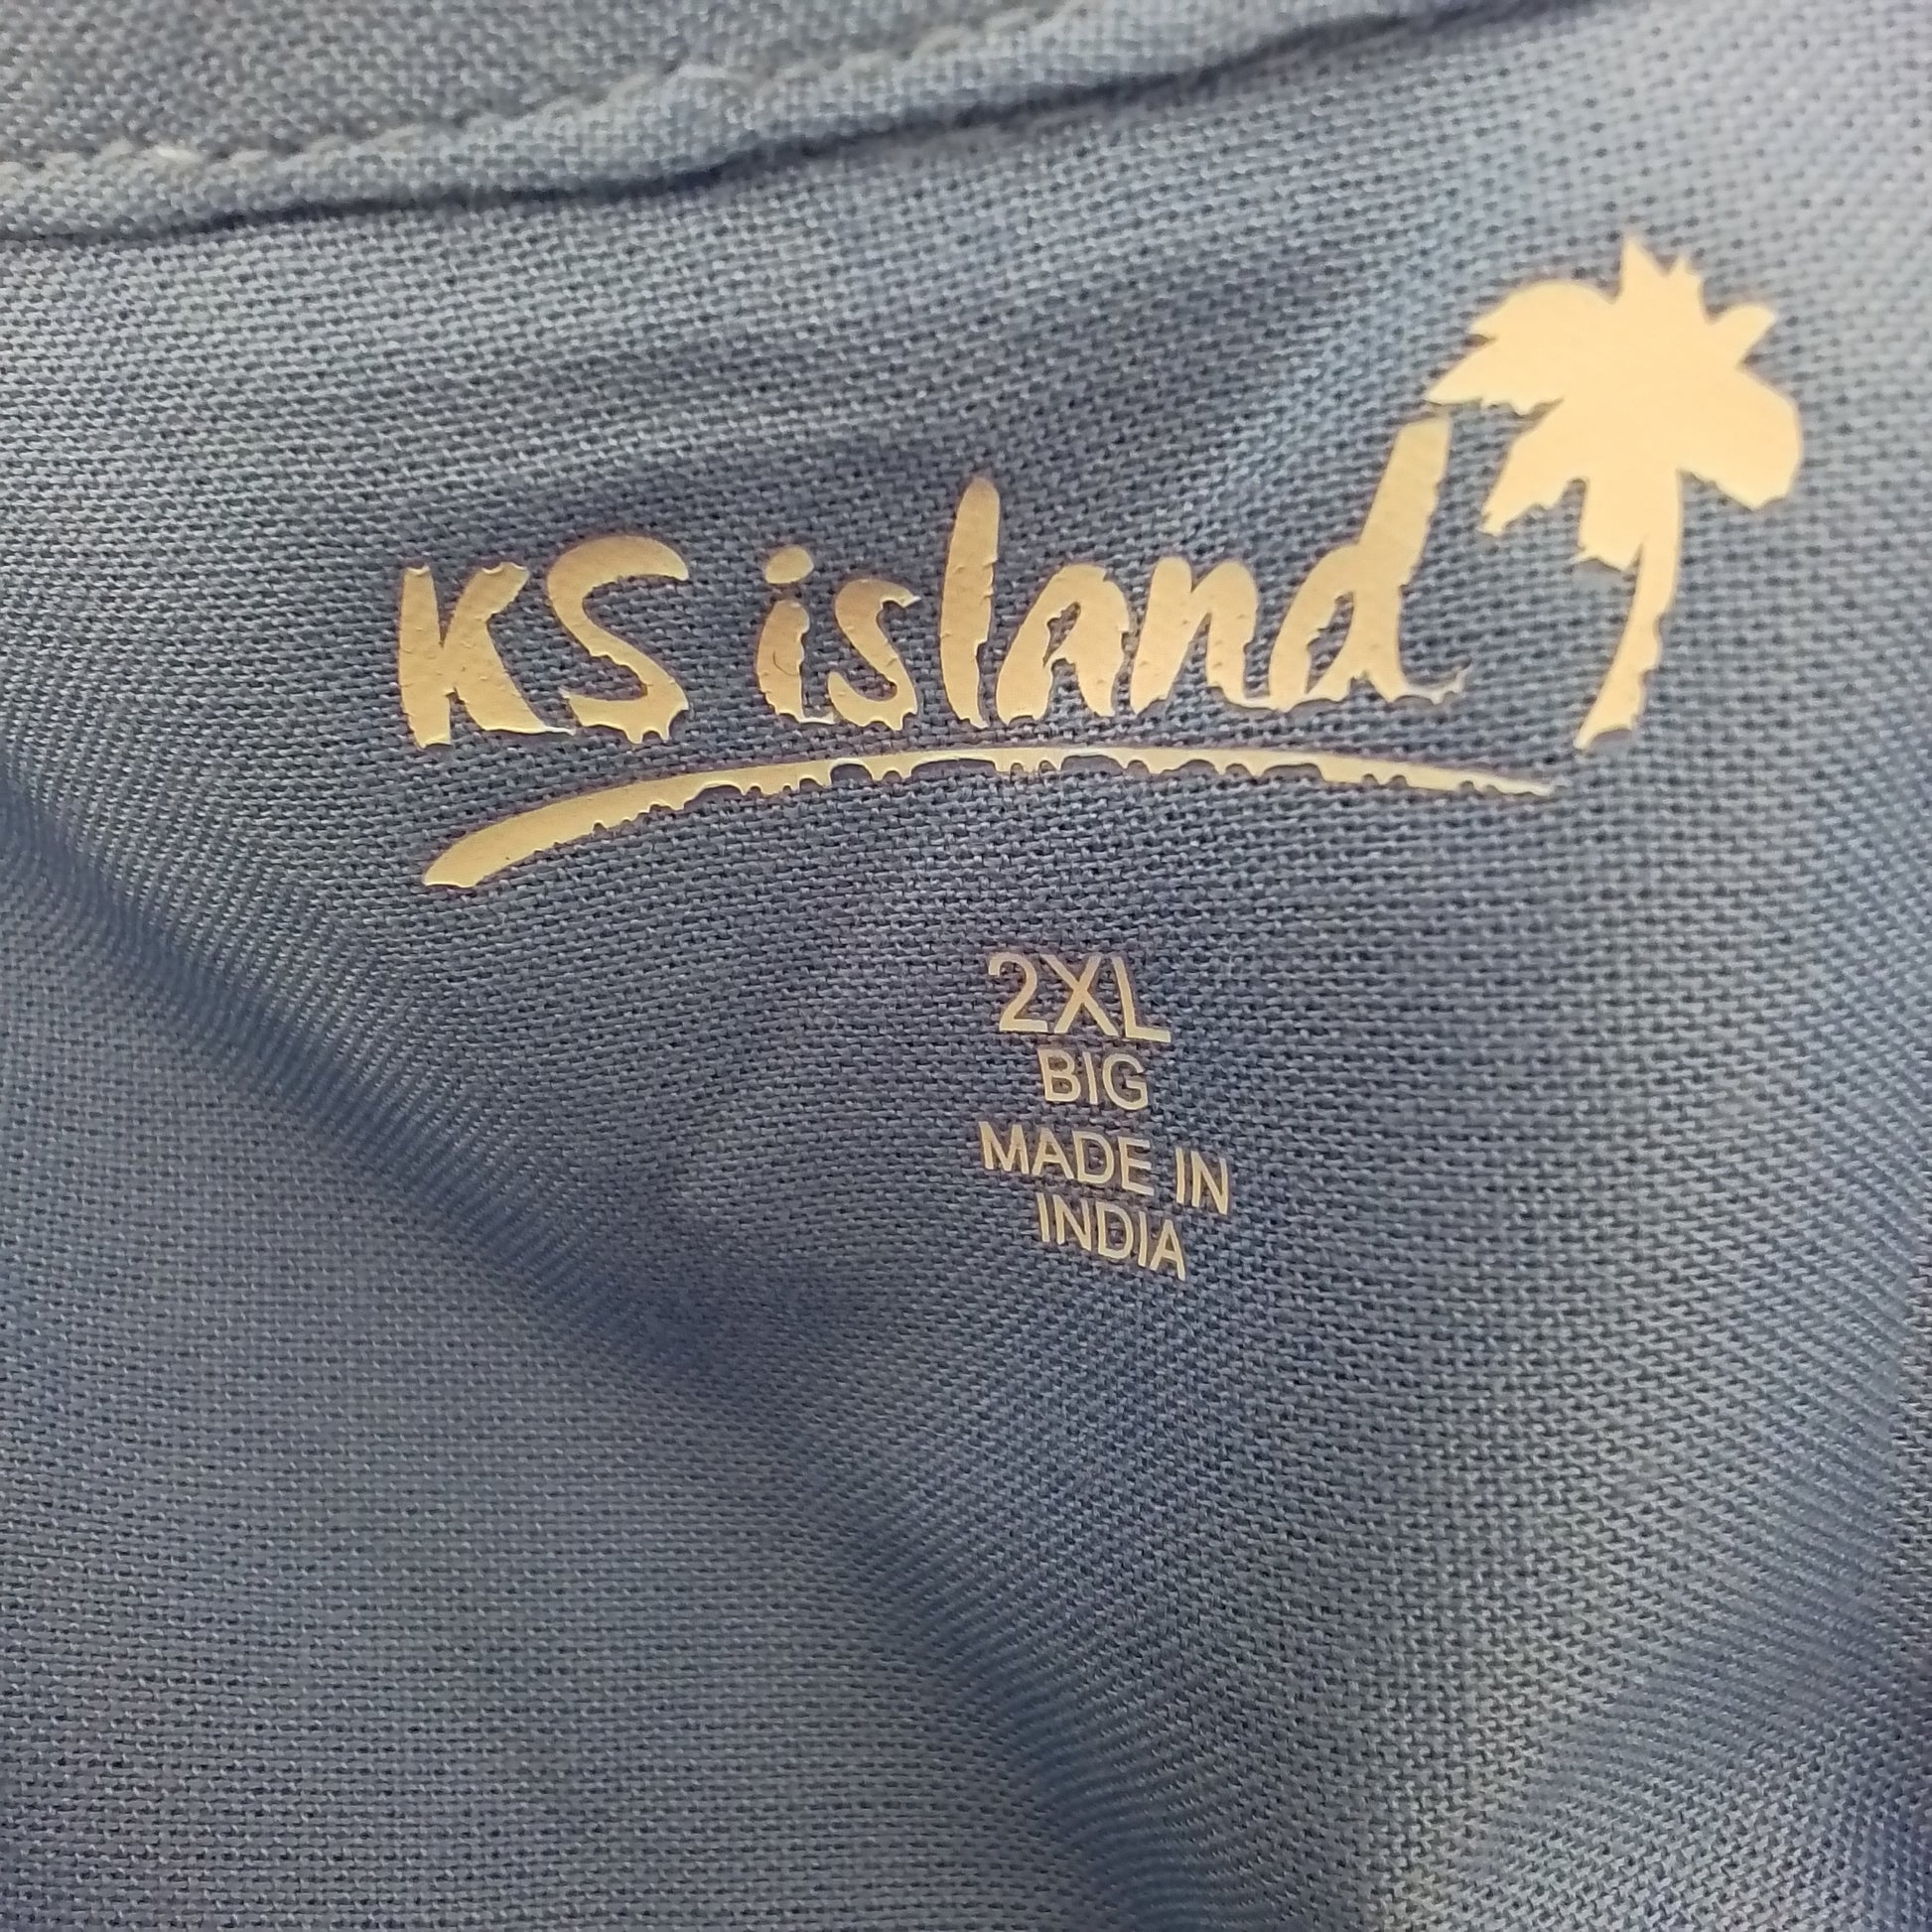 KS island
2XL
BIG
MADE IN
INDIA